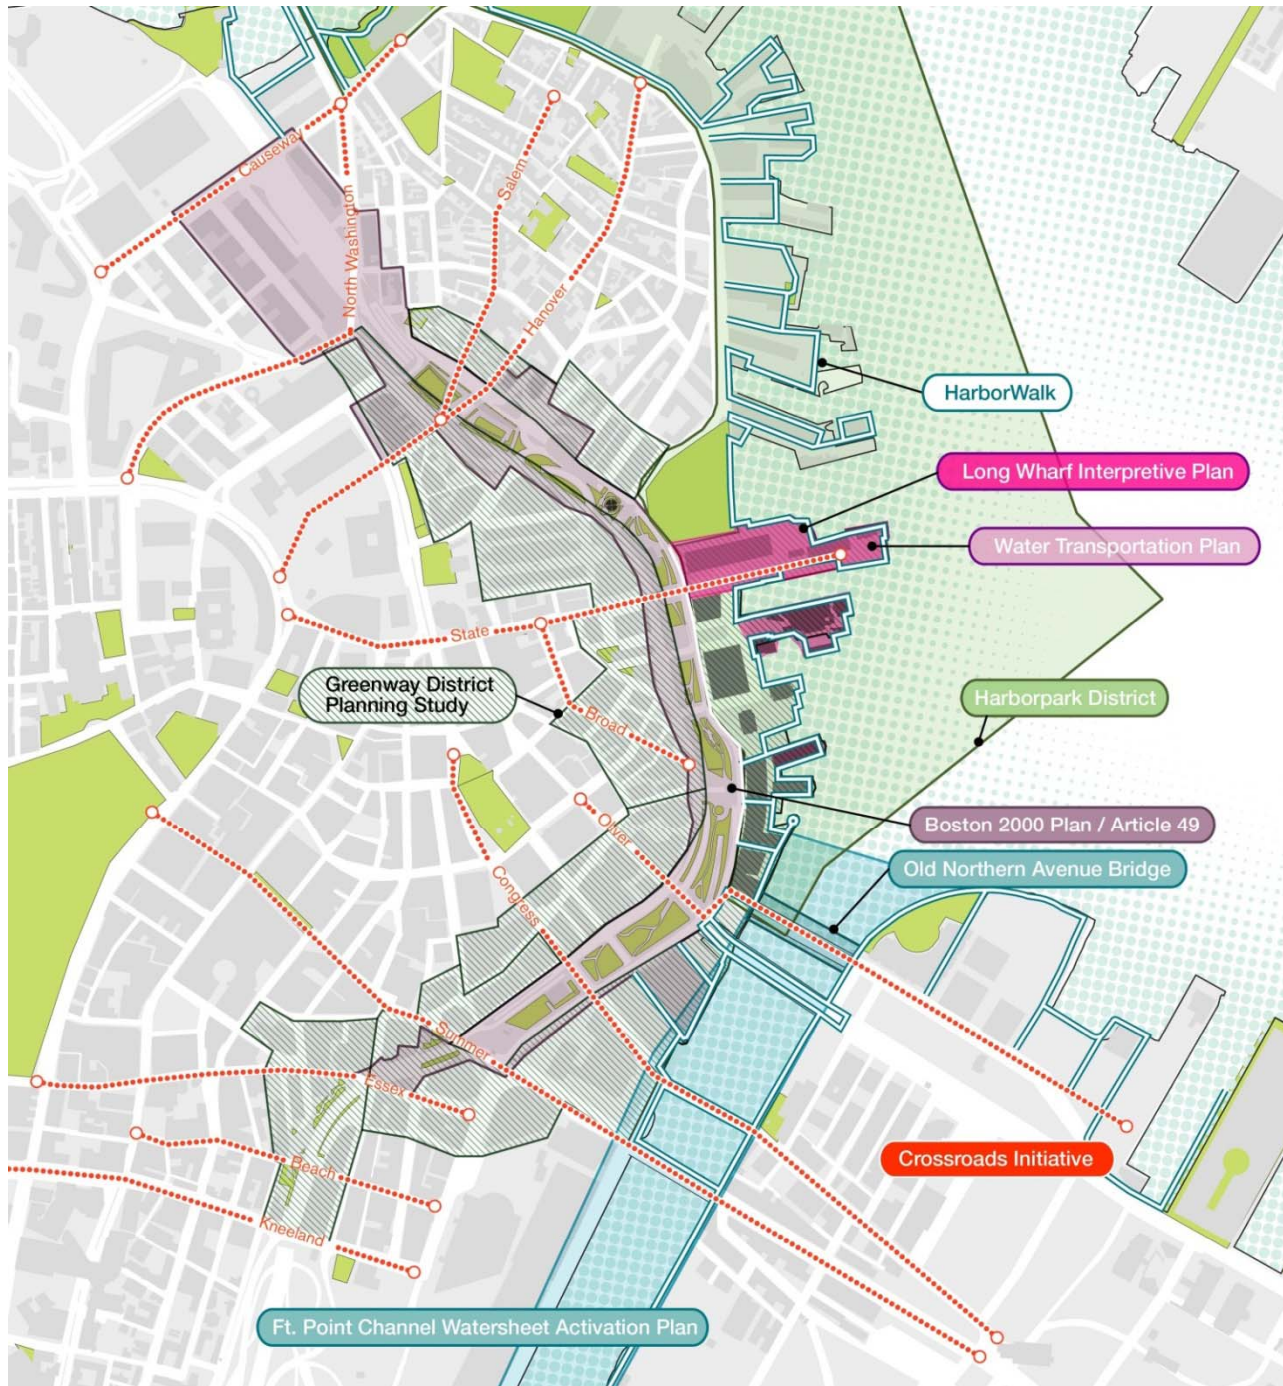 Causeway
Salem
North Washington
Hanover
HarborWalk
Long Wharf Interpretive Plan
Water Transportation Plan
State
Greenway District
Planning Study
Harborpark District
Broad
Boston 2000 Plan / Article 49
Oliver
Old Northern Avenue Bridge
Congress
Summer
Essex
Crossroads Initiative
Beach
Kneeland
Ft. Point Channel Watersheet Activation Plan